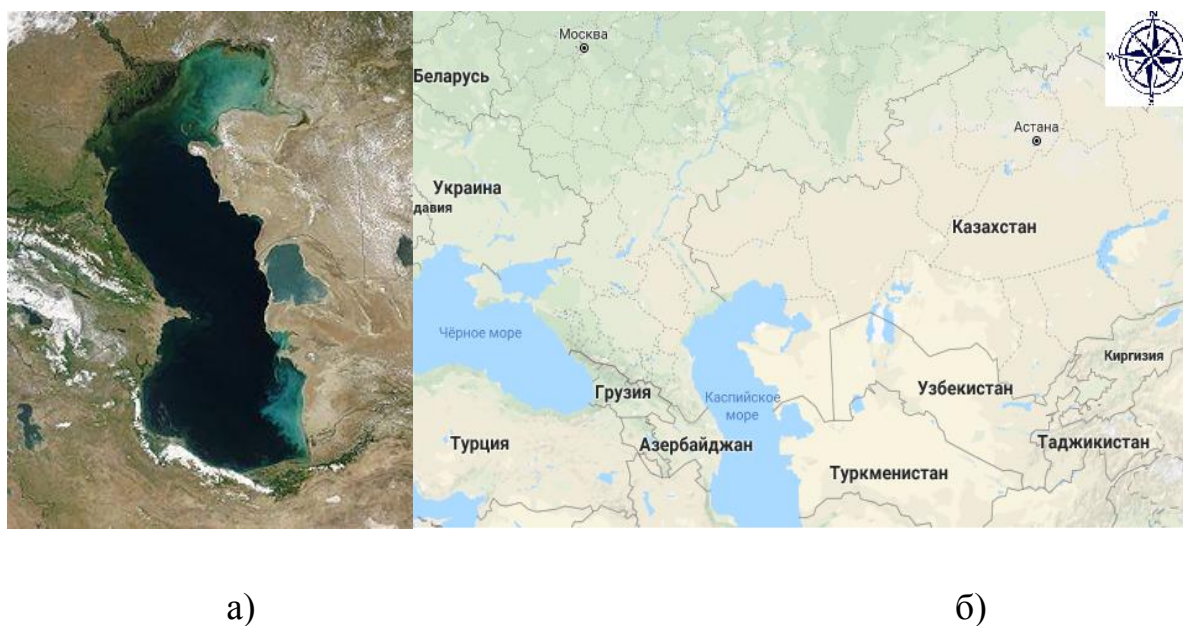 Москва
Беларусь
Астана
Украина
давия
Казахстан
Чёрное море
Киргизия
Грузия
Узбекистан
Каспийское
море
Турция
Азербайджан
Таджикистан
Туркменистан
а)
б)